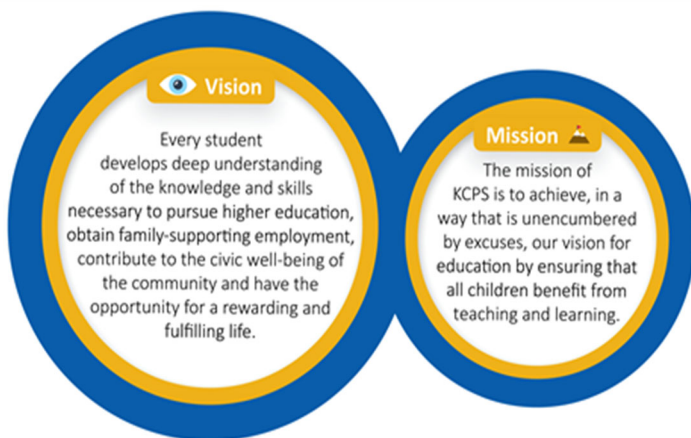 Vision
Every student
develops deep understanding
of the knowledge and skills
necessary to pursue higher education,
obtain family-supporting employment,
contribute to the civic well-being of
the community and have the
opportunity for a rewarding and
fulfilling life.
Mission
The mission of
KCPS is to achieve, in a
way that is unencumbered
by excuses, our vision for
education by ensuring that
all children benefit from
teaching and learning.